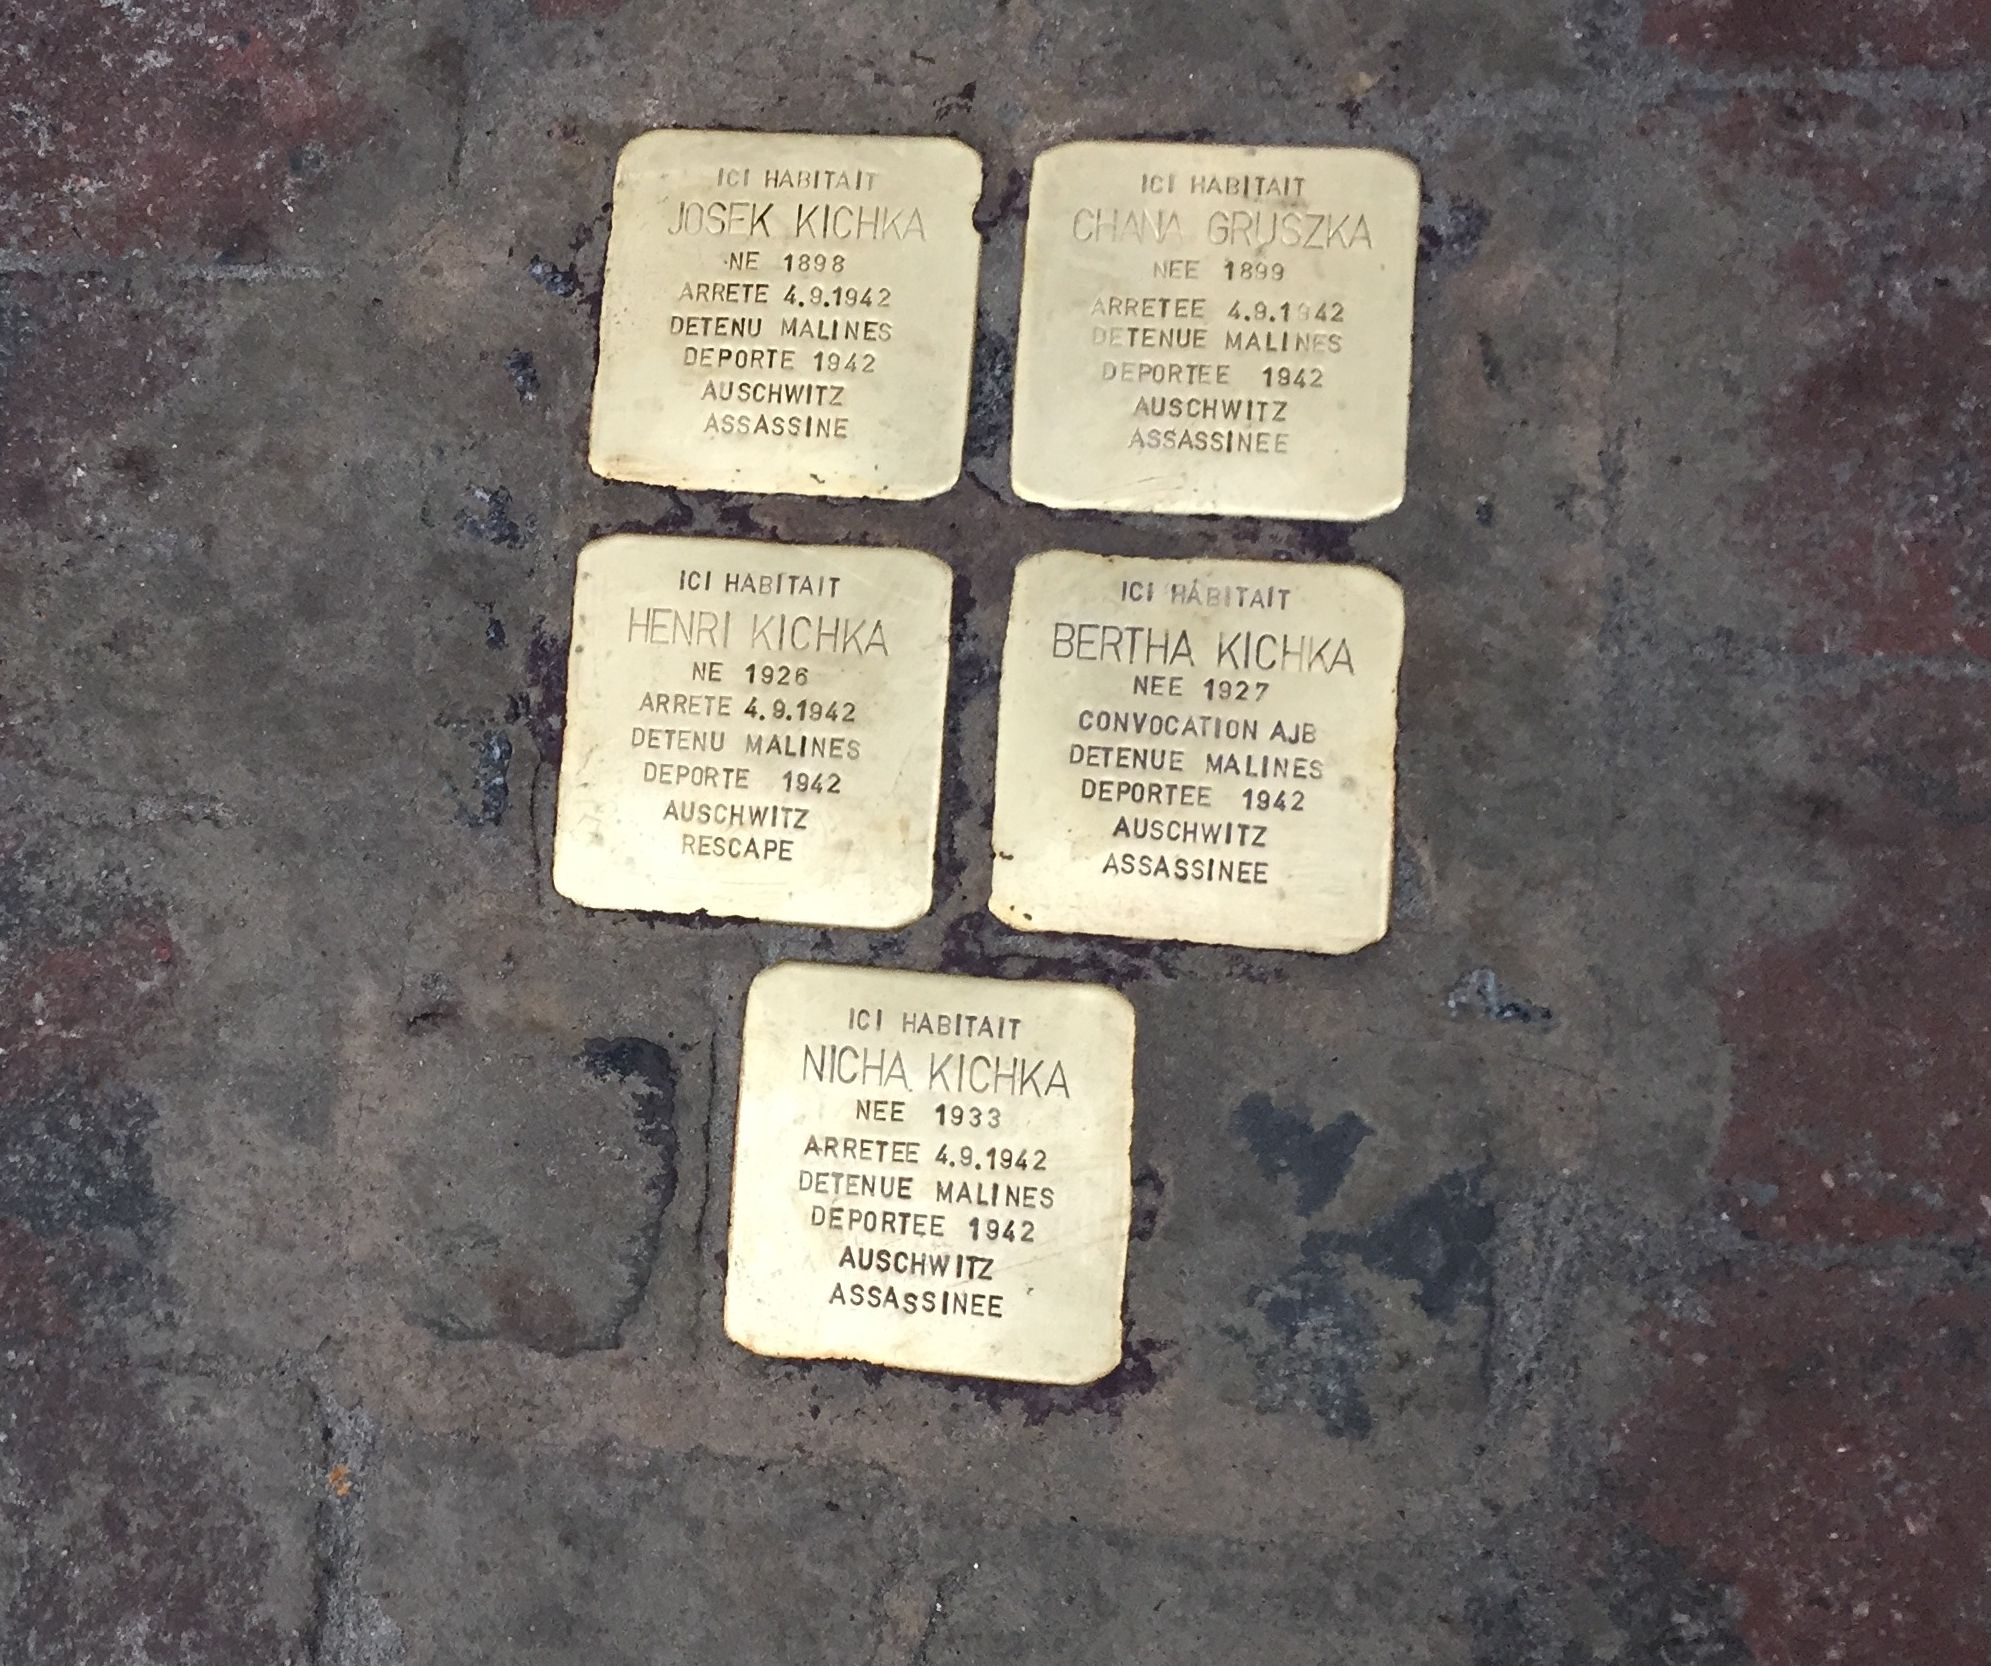 ICI HABITAIT
JOSEK KICHKA
NE 1898
ARRETE 4.9.1942
DETENU MALINES
DEPORTE 1942
AUSCHWITZ
ASSASSINE
ICI HABITAIT
CHANA GRUSZKA
NEE 1899
ARRETEE 4.9.1942
DETENUE MALINES
DEPORTEE 1942
AUSCHWITZ
ASSASSINEE
ICI HABITAIT
HENRI KICHKA
NE 1926
ARRETE 4.9.1942
DETENU MALINES
DEPORTE 1942
AUSCHWITZ
RESCAPE
ICI HABITAIT
BERTHA KICHKA
NEE 1927
CONVOCATION AJB
DETENUE MALINES
DEPORTEE 1942
AUSCHWITZ
ASSASSINEE
ICI HABITAIT
NICHA KICHKA
NEE 1933
ARRETEE 4.9.1942
DETENUE MALINES
DEPORTEE 1942
AUSCHWITZ
ASSASSINEE